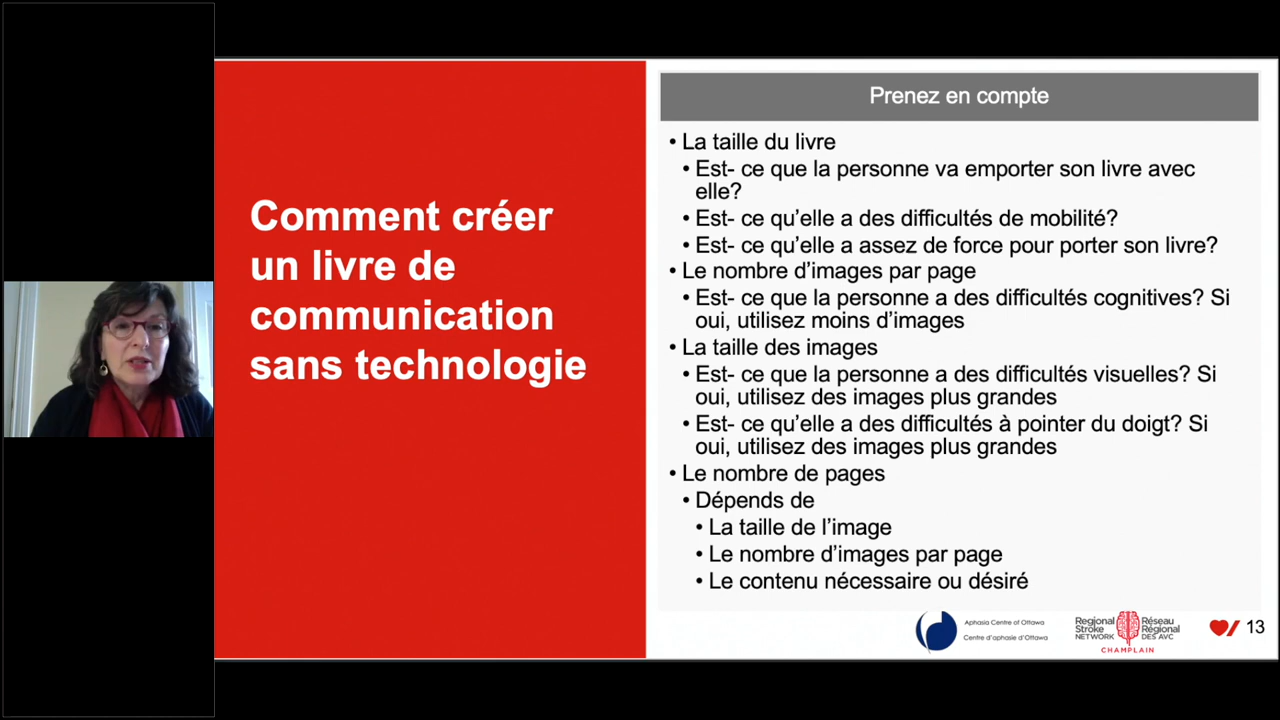 Comment créer
un livre de
communication
sans technologie
Prenez en compte
• La taille du livre
• Est- ce que la personne va emporter son livre avec
elle?
• Est- ce qu’elle a des difficultés de mobilité?
• Est- ce qu’elle a assez de force pour porter son livre?
• Le nombre d’images par page
• Est- ce que la personne a des difficultés cognitives? Si
oui, utilisez moins d’images
• La taille des images
• Est- ce que la personne a des difficultés visuelles? Si
oui, utilisez des images plus grandes
• Est- ce qu’elle a des difficultés à pointer du doigt? Si
oui, utilisez des images plus grandes
• Le nombre de pages
• Dépends de
• La taille de l’image
• Le nombre d’images par page
• Le contenu nécessaire ou désiré
Aphasia Centre of Ottawa
Centre d'aphasie d'Ottawa
Regional
Stroke
NETWORK
Réseau
Régional
DES AVC
CHAMPLAIN
13